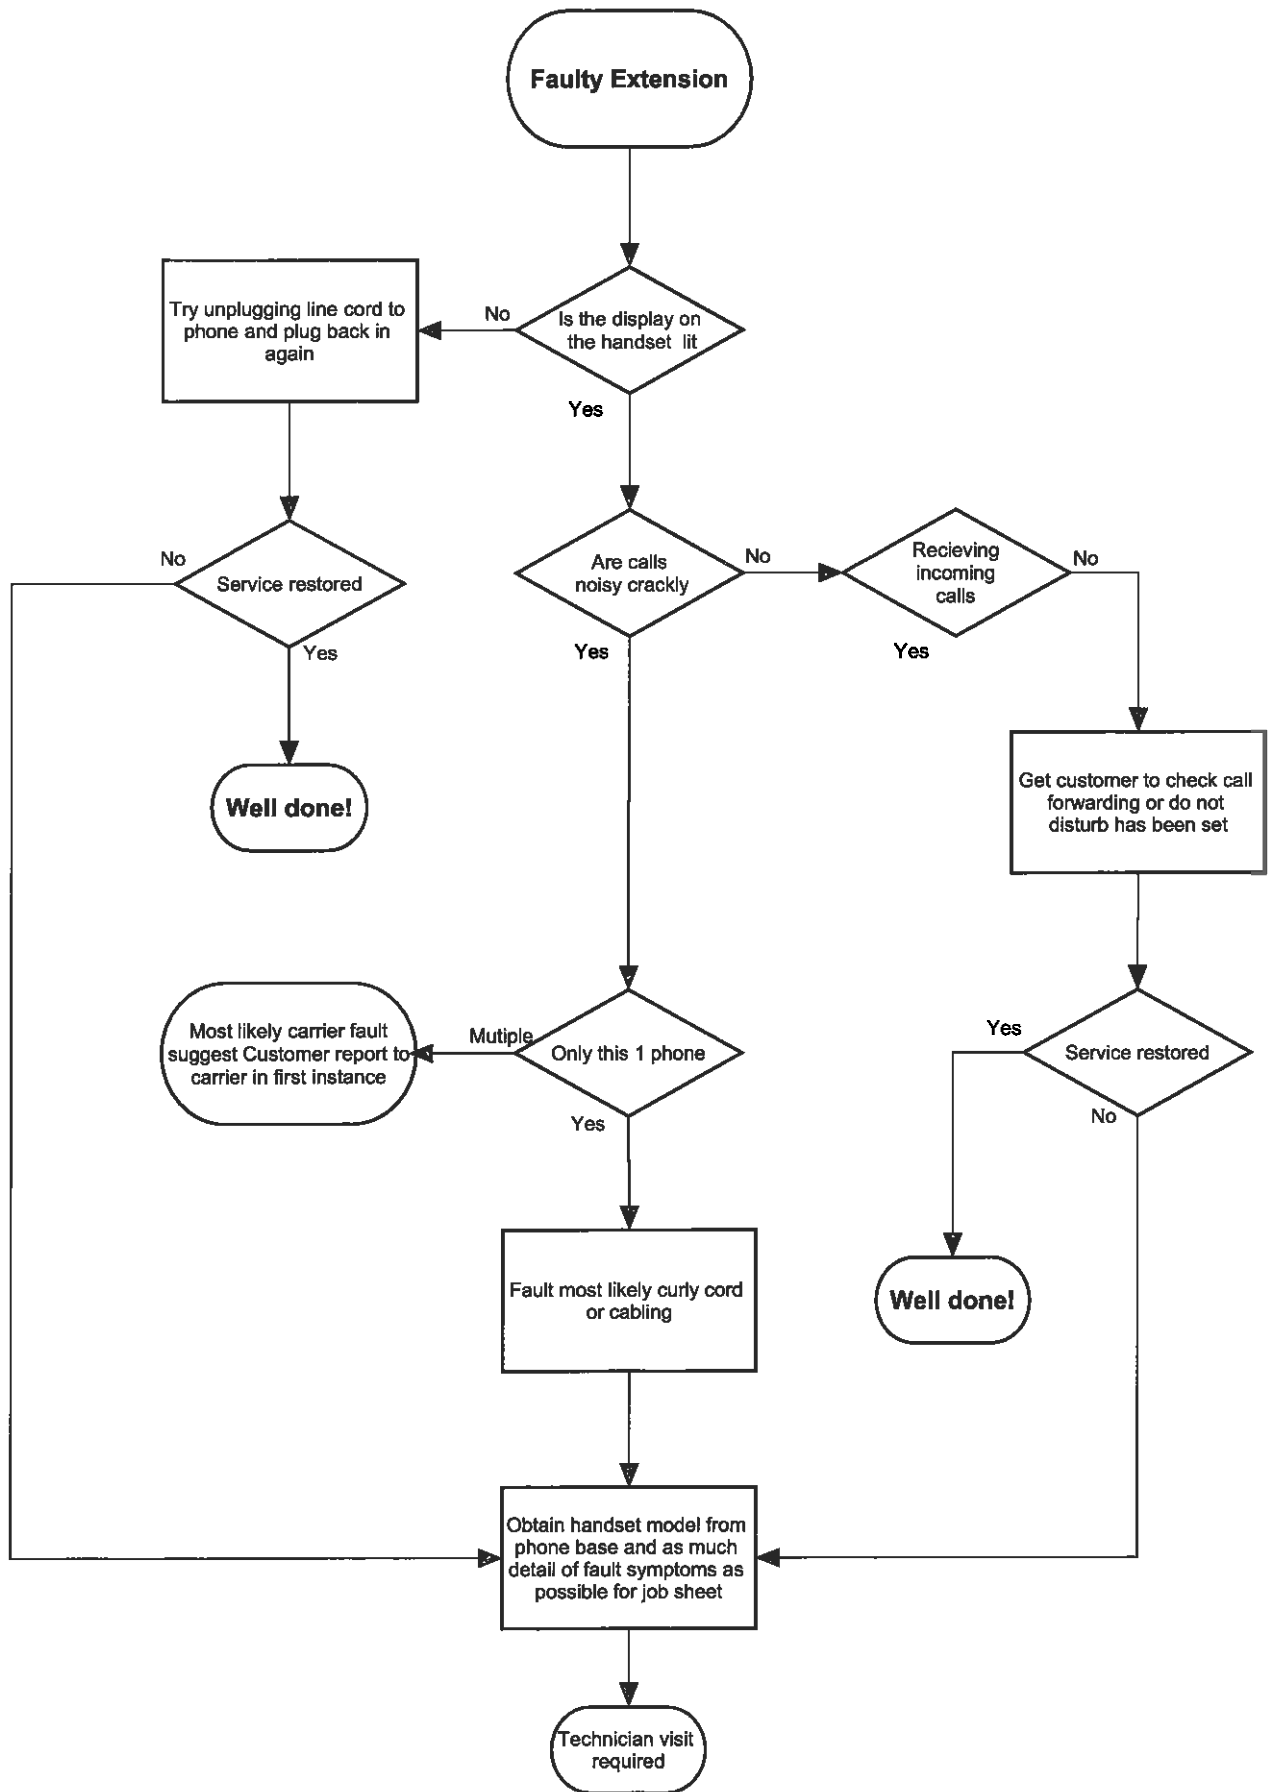 Faulty Extension
Try unplugging line cord to
phone and plug back in
again
No
Is the display on
the handset lit
Yes
No
Service restored
Yes
Well done!
Are calls
noisy crackly
No
Yes
Recieving
incoming
calls
No
Yes
Get customer to check call
forwarding or do not
disturb has been set
Most likely carrier fault
suggest Customer report to
carrier in first instance
Mutiple
Only this 1 phone
Yes
Yes
Service restored
No
Fault most likely curly cord
or cabling
Well done!
Obtain handset model from
phone base and as much
detail of fault symptoms as
possible for job sheet
Technician visit
required